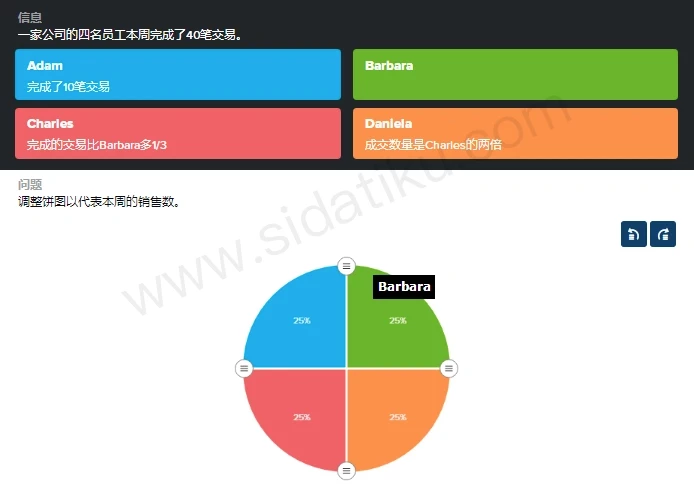 信息
一家公司的四名员工本周完成了40笔交易。
Adam
完成了10笔交易
Barbara
Charles
完成的交易比Barbara多1/3
Daniela
成交数量是Charles的两倍
问题
调整饼图以代表本周的销售数。
www.sidatiku.com
Barbara
25%
25%
25%
25%